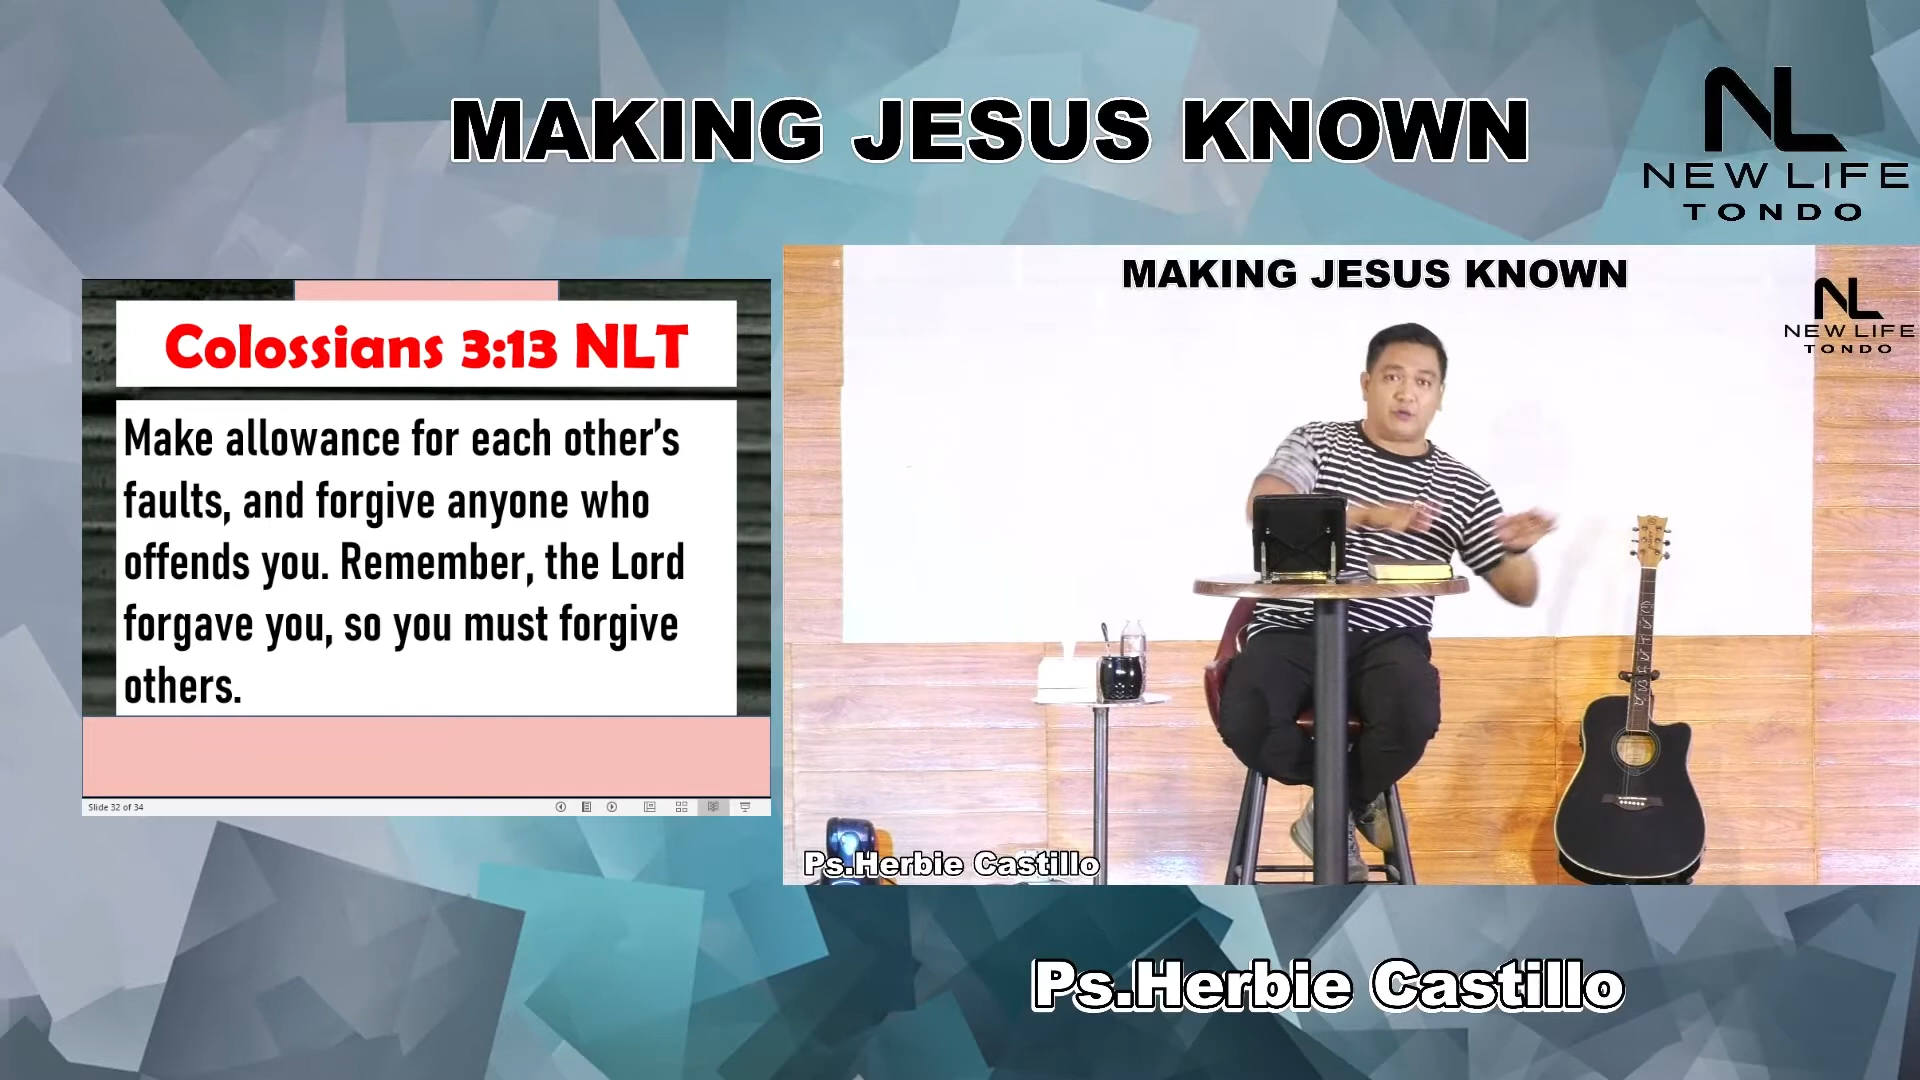 MAKING JESUS KNOWN
NL
NEW LIFE
TONDO
Colossians 3:13 NLT
Make allowance for each other's
faults, and forgive anyone who
offends you. Remember, the Lord
forgave you, so you must forgive
others.
Slide 32 of 34
MAKING JESUS KNOWN
NL
NEW LIFE
TONDO
Ps.Herbie Castillo
Ps.Herbie Castillo